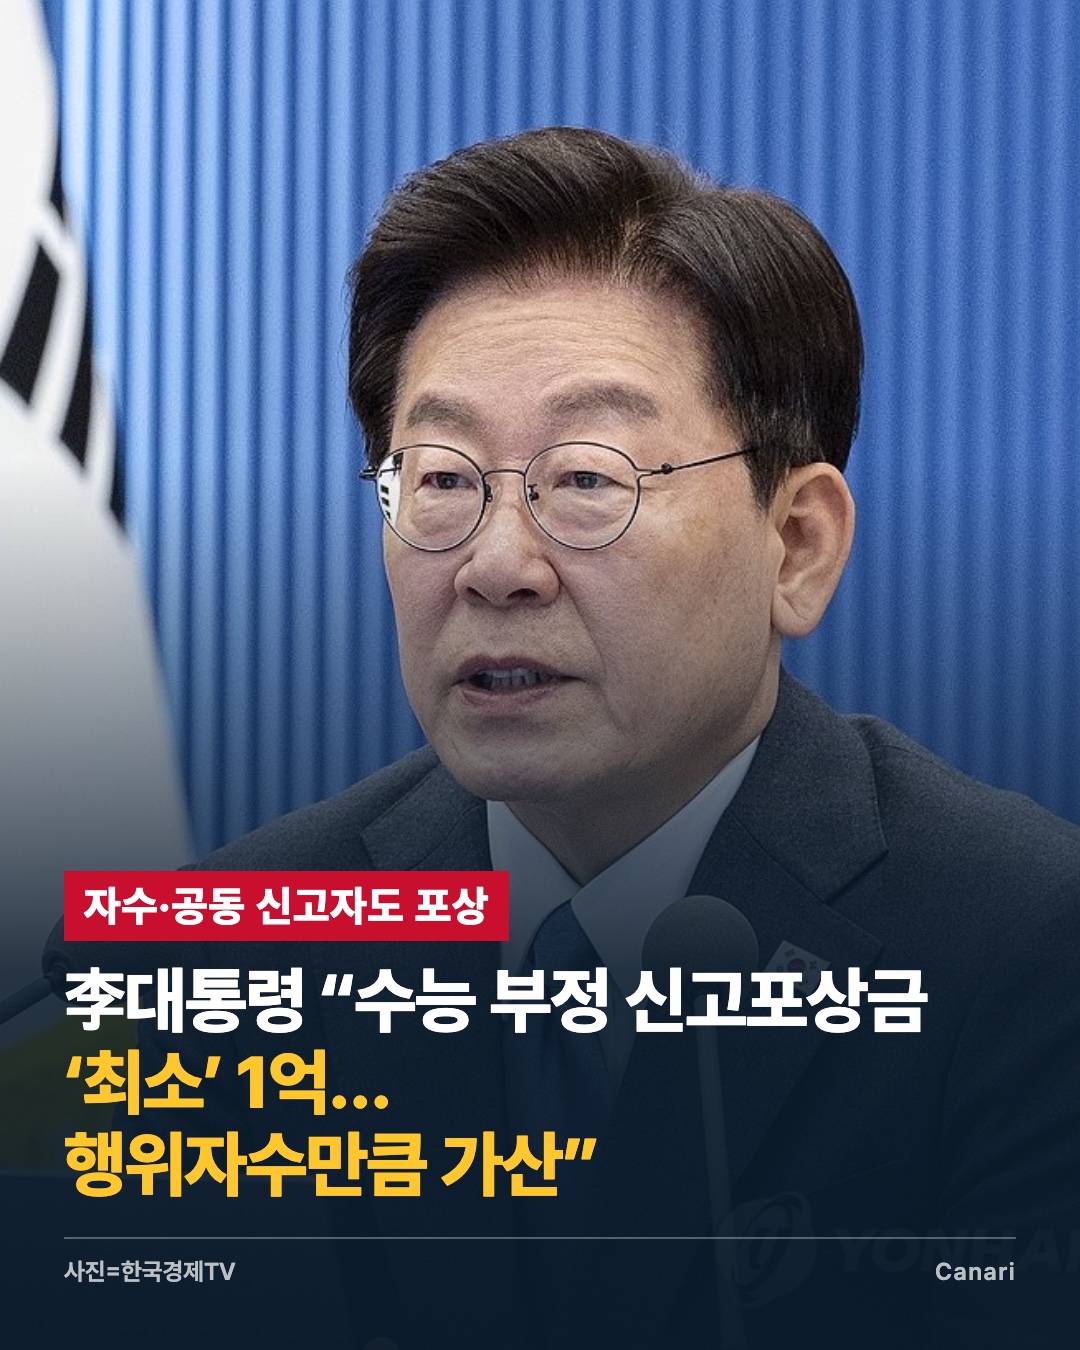 자수·공동 신고자도 포상
李대통령 “수능 부정 신고포상금
‘최소’ 1억...
행위자수만큼 가산”
사진=한국경제TV
Canari